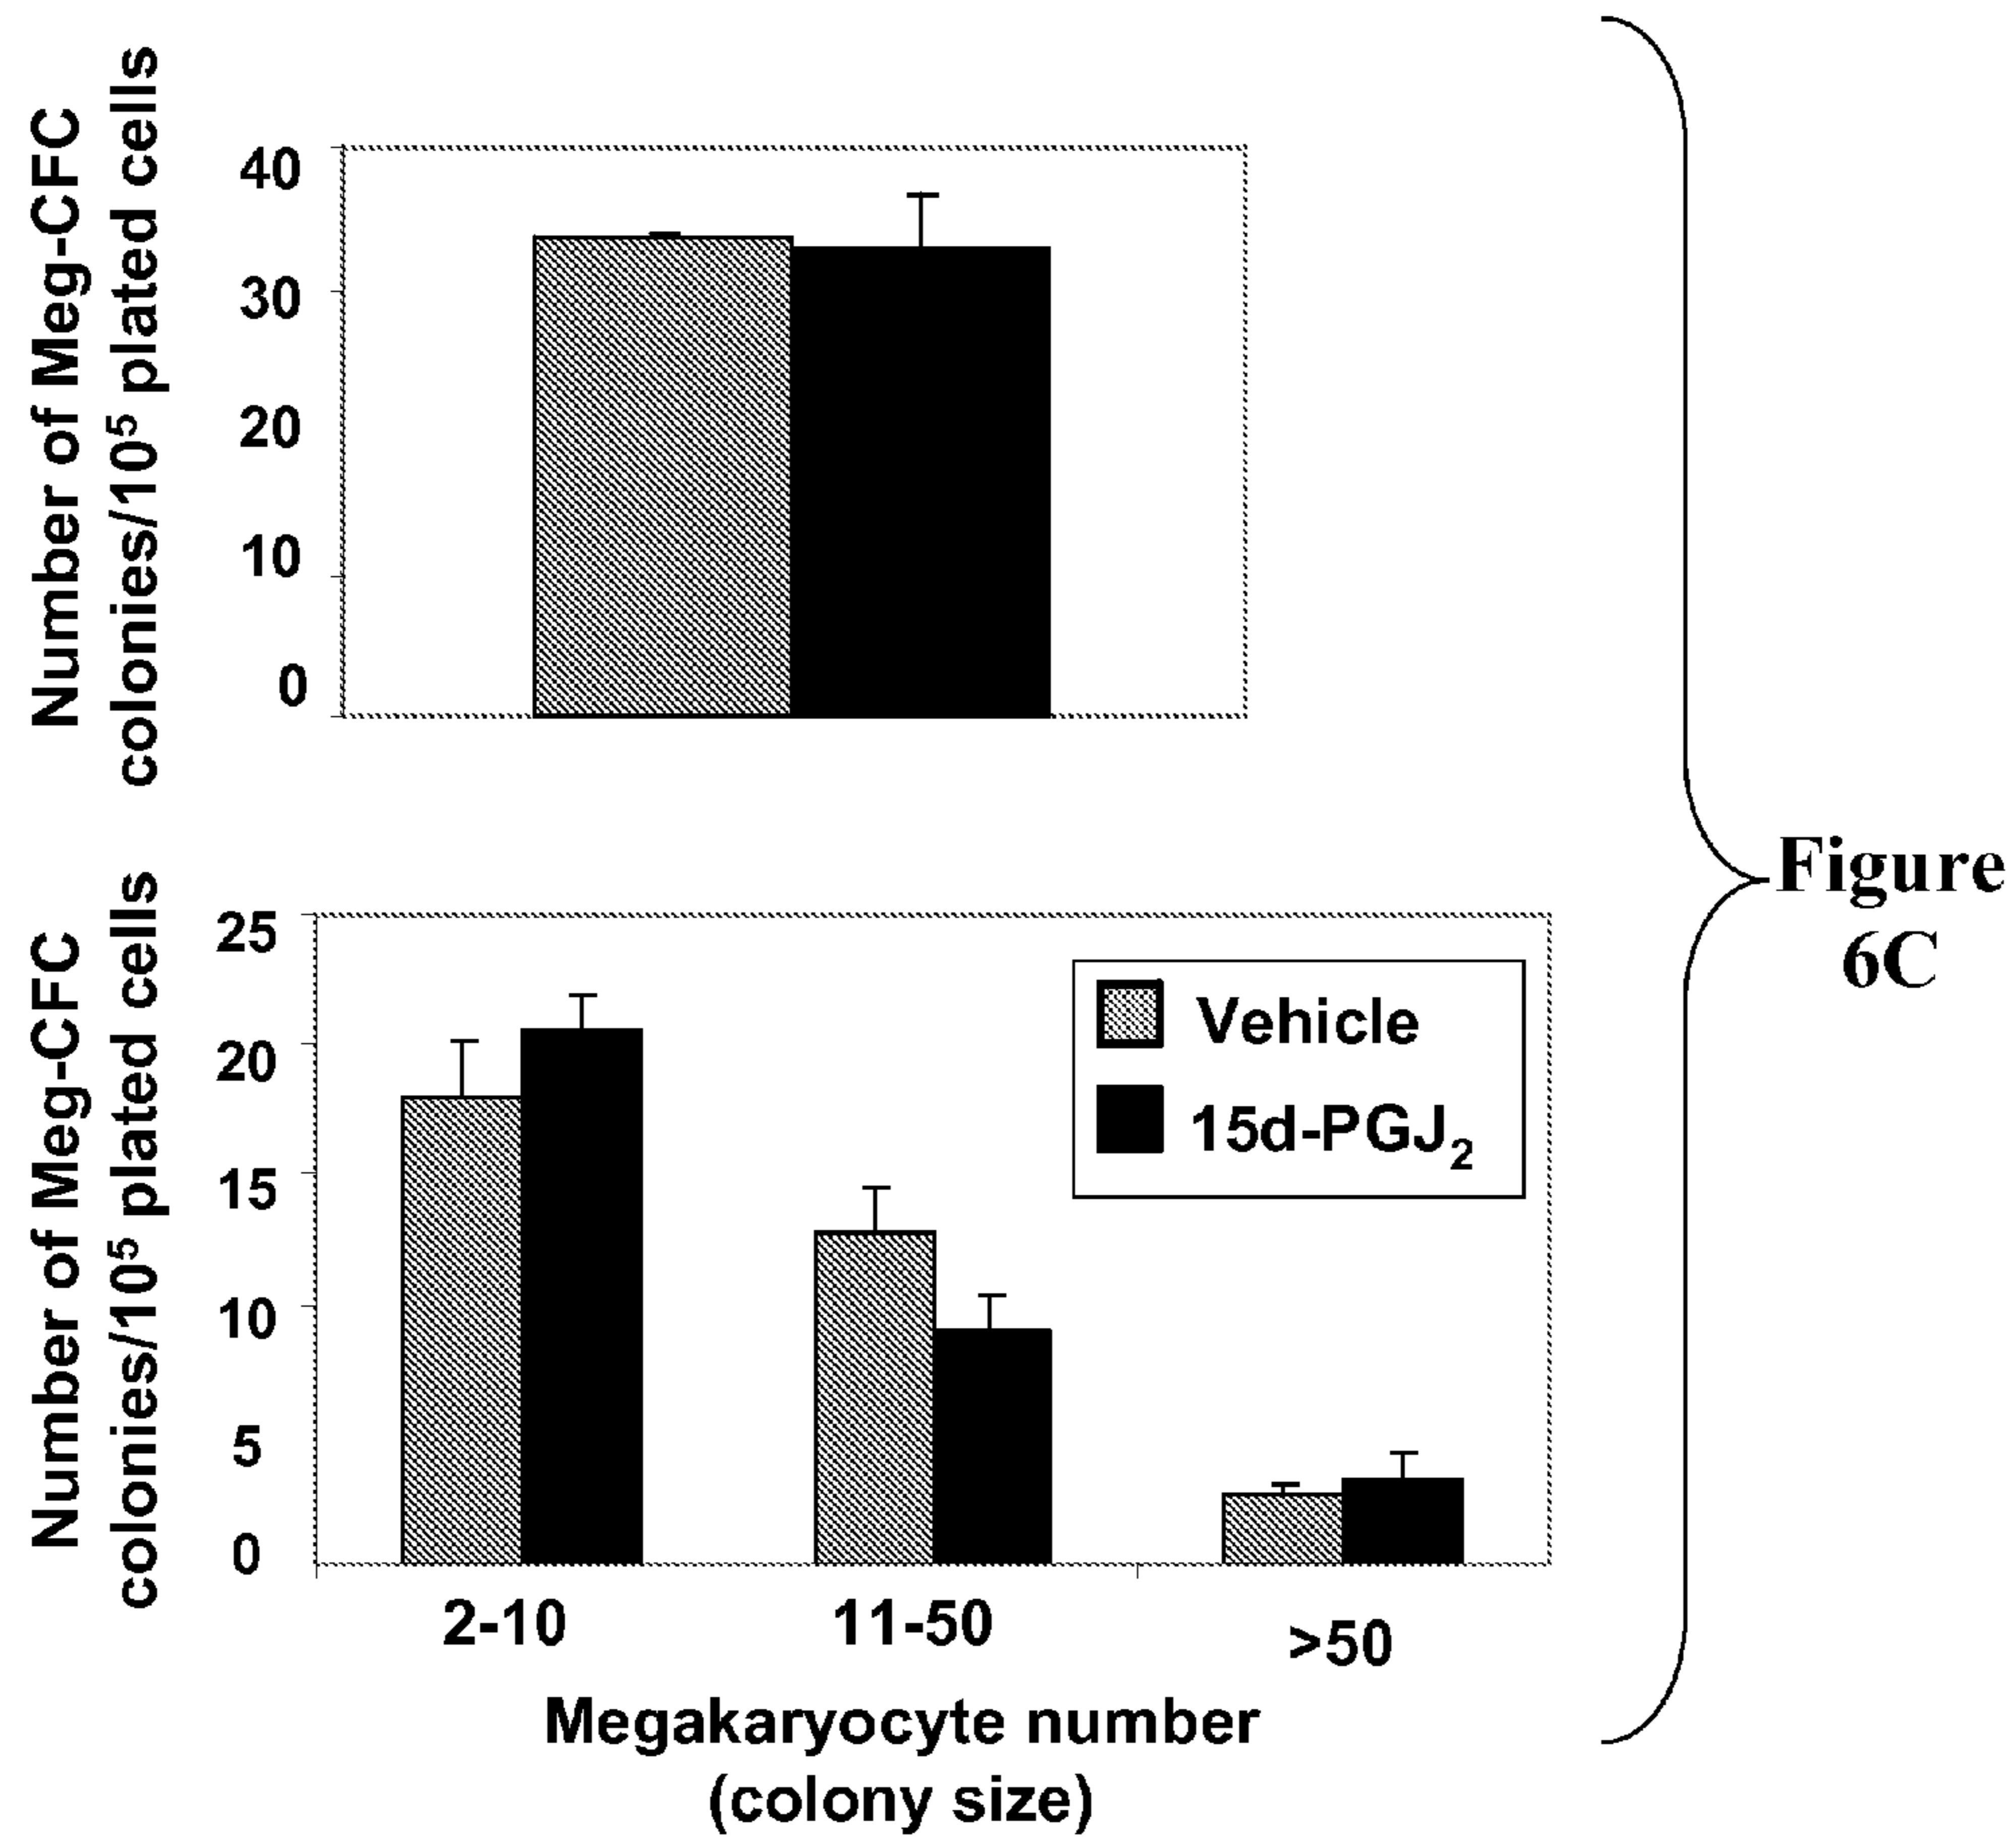 Number of Meg-CFC
colonies/10⁵ plated cells
40
30
20
10
0
Number of Meg-CFC
colonies/10⁵ plated cells
25
20
15
10
5
0
Vehicle
15d-PGJ₂
2-10 11-50 >50
Megakaryocyte number
(colony size)
Figure
6C